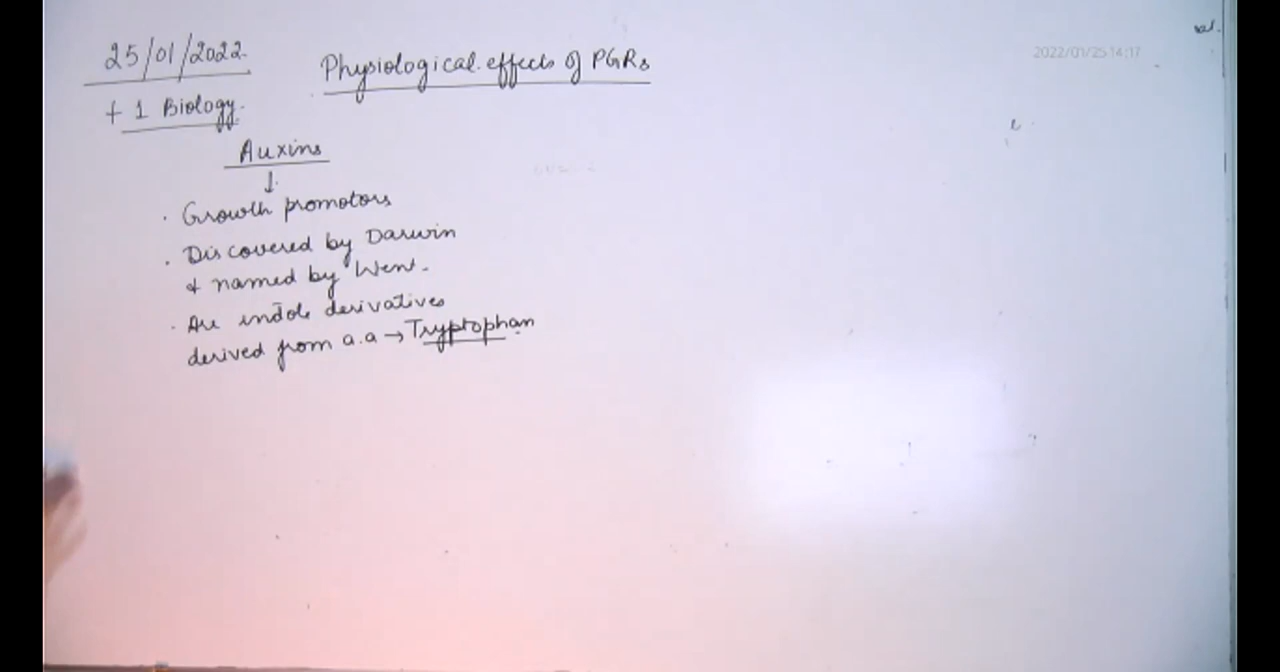 25/01/2022
Physiological effects of PGRs
2022/01/25 14:17
+ 1 Biology
Auxins
↓
. Growth promotors
. Discovered by Darwin
& named by Went.
. Are indole derivatives
derived from a.a → Tryptophan